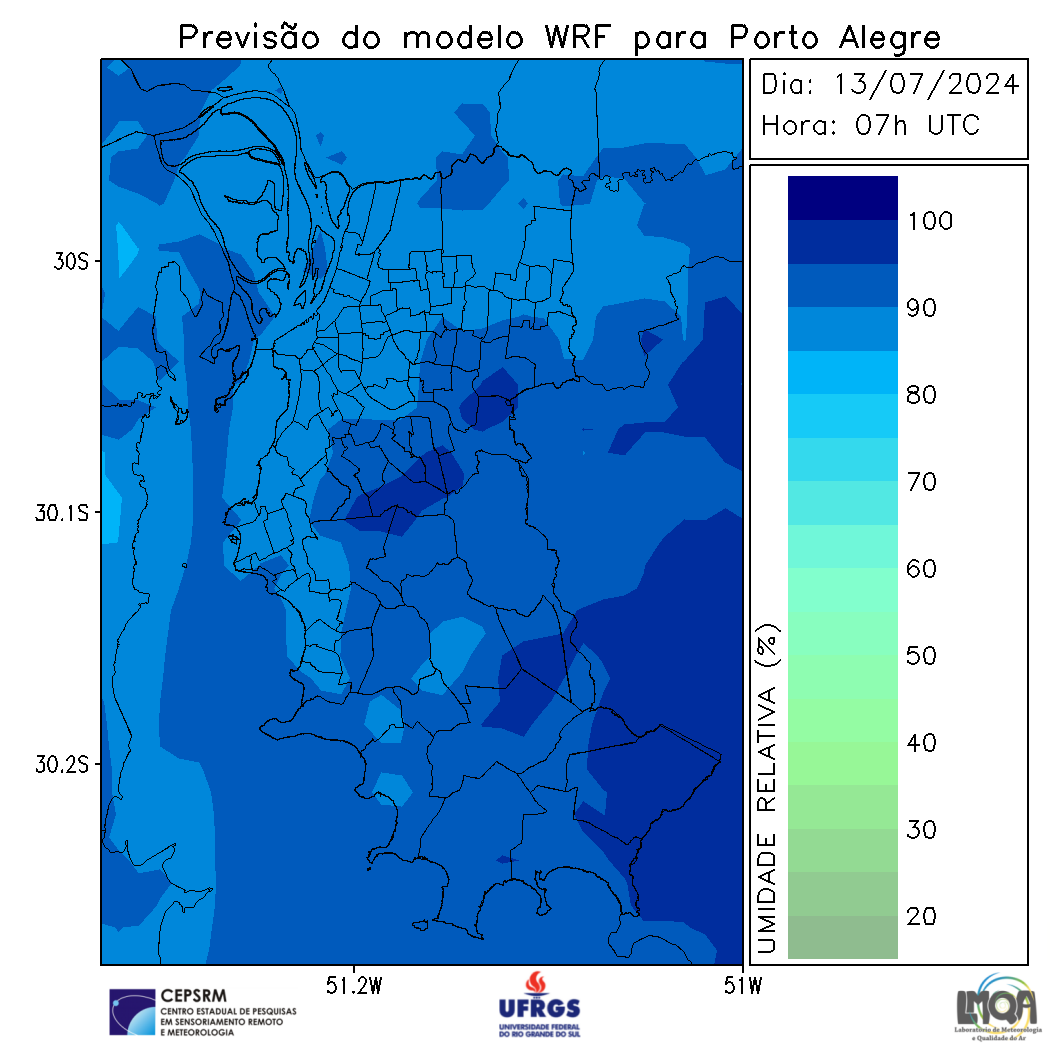 Previsão do modelo WRF para Porto Alegre
Dia: 13/07/2024
Hora: 07h UTC
30S
30.1S
30.2S
51.2W
51W
100
90
80
70
60
50
40
30
20
UMIDADE RELATIVA (%)
CEPSRM
CENTRO ESTADUAL DE PESQUISAS
EM SENSORIAMENTO REMOTO
E METEOROLOGIA
UFRGS
UNIVERSIDADE FEDERAL
DO RIO GRANDE DO SUL
LMQA
Laboratório de Meteorologia
e Qualidade do Ar